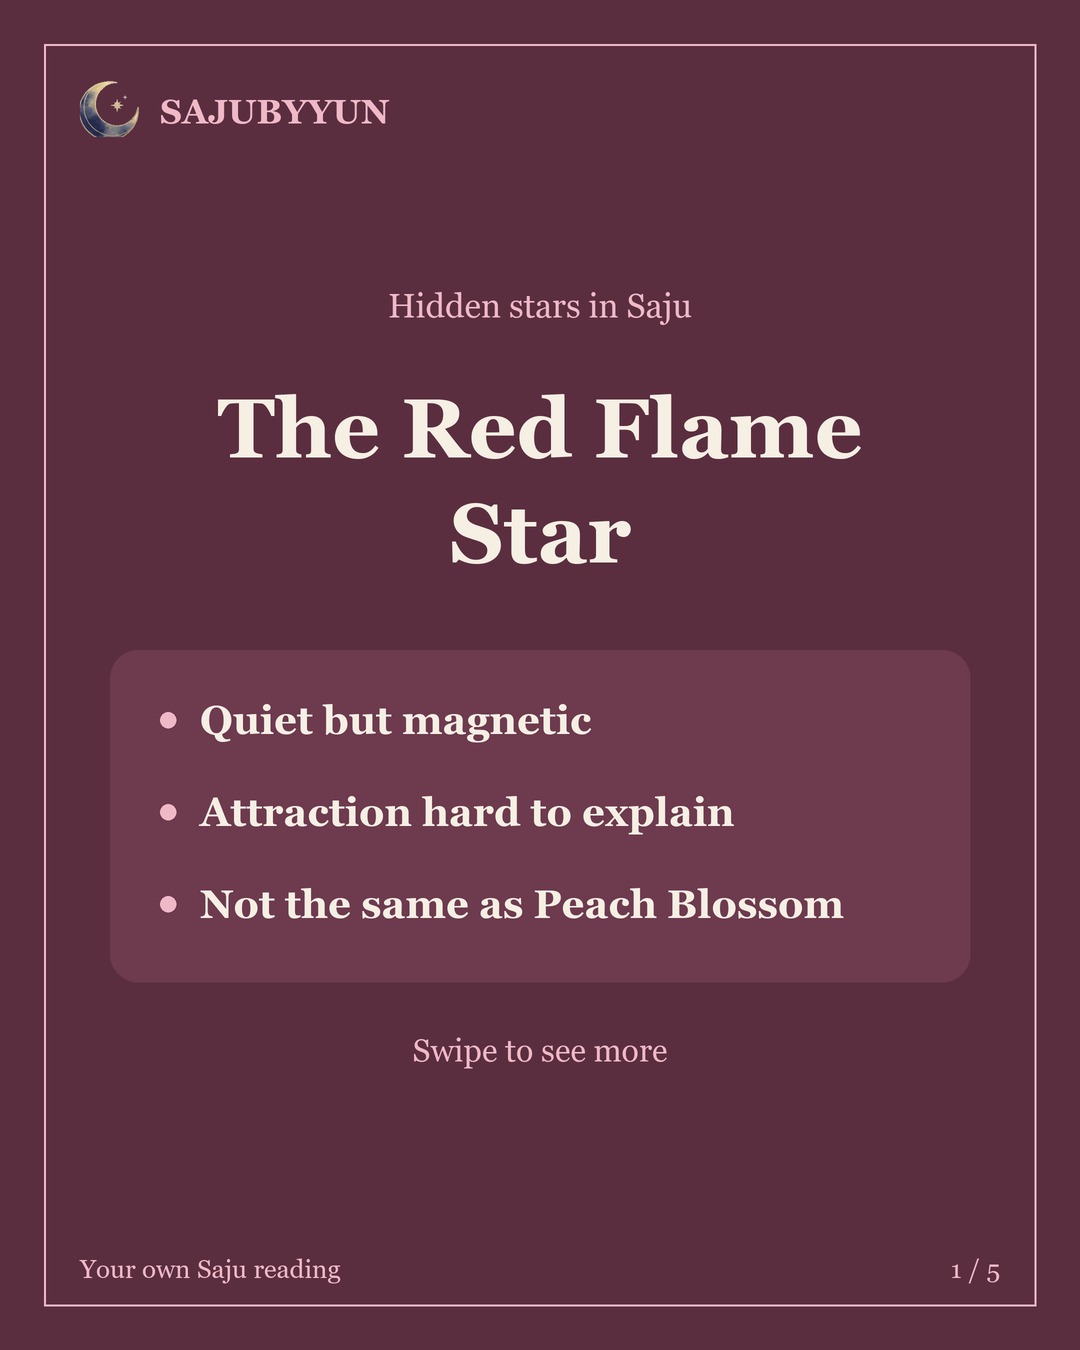 SAJUBYYUN
Hidden stars in Saju
The Red Flame
Star
Quiet but magnetic
Attraction hard to explain
Not the same as Peach Blossom
Swipe to see more
Your own Saju reading
1 / 5